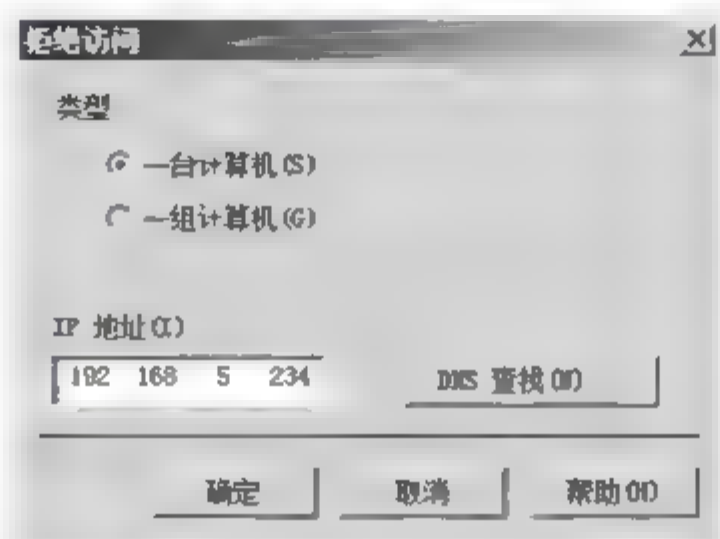 拒绝访问
类型
一台计算机(S)
一组计算机(G)
IP 地址(I)
192 168 5 234
DNS 查找(N)
确定
取消
帮助(H)